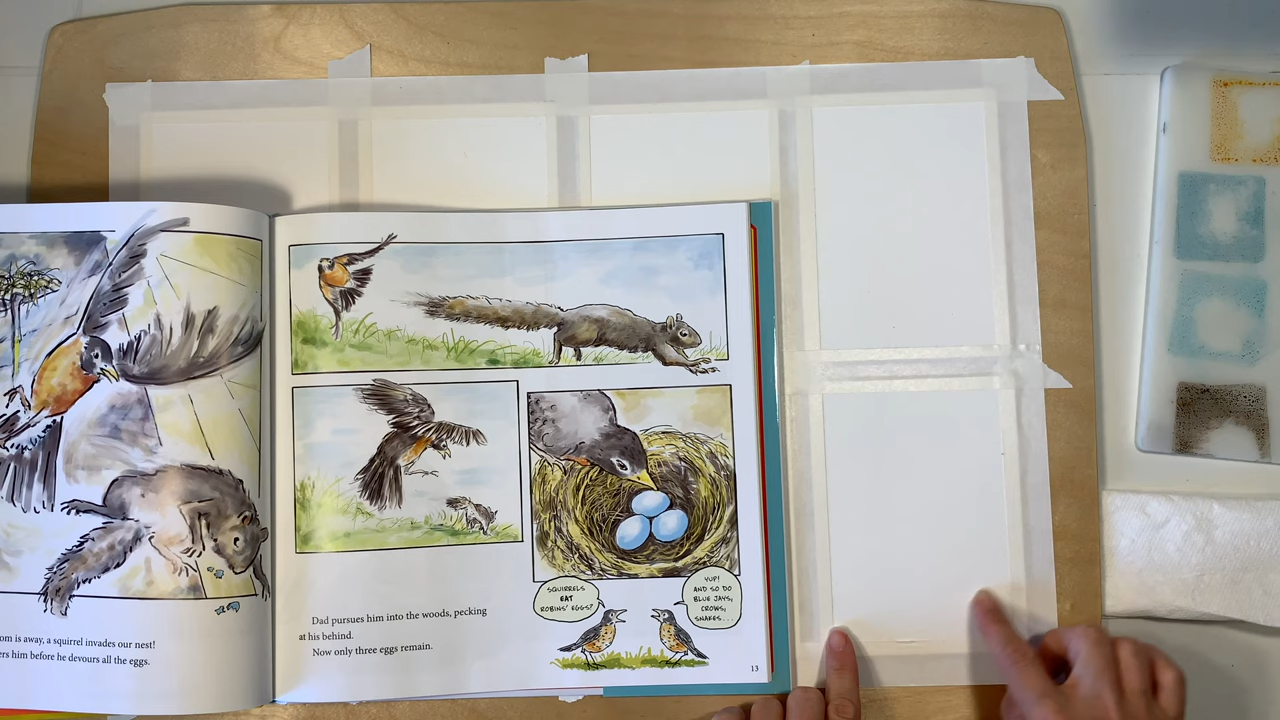 om is away, a squirrel invades our nest!
ers him before he devours all the eggs.
Dad pursues him into the woods, pecking
at his behind.
Now only three eggs remain.
SQUIRRELS
EAT
ROBINS' EGGS?
YUP!
AND SO DO
BLUE JAYS,
CROWS,
SNAKES...
13